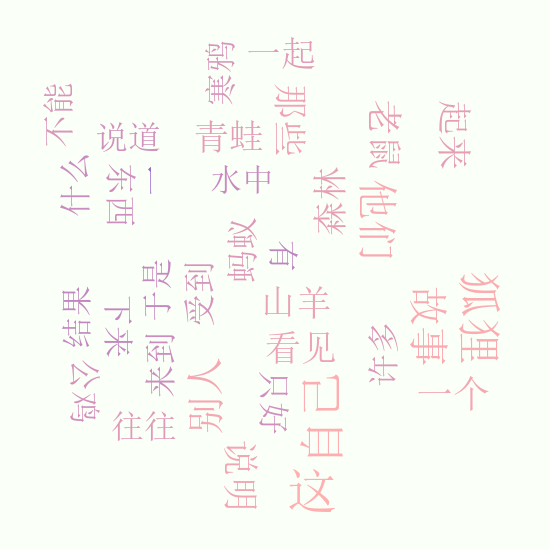 寒鸦
一起
不能
说道
青蛙
那些
老鼠
起来
什么
东西
一
水中
森林
他们
蚂蚁
有
于是
受到
山羊
狐狸
结果
下来
来到
看见
多许
故事
一个
公鸡
往往
别人
只好
自己
说明
这